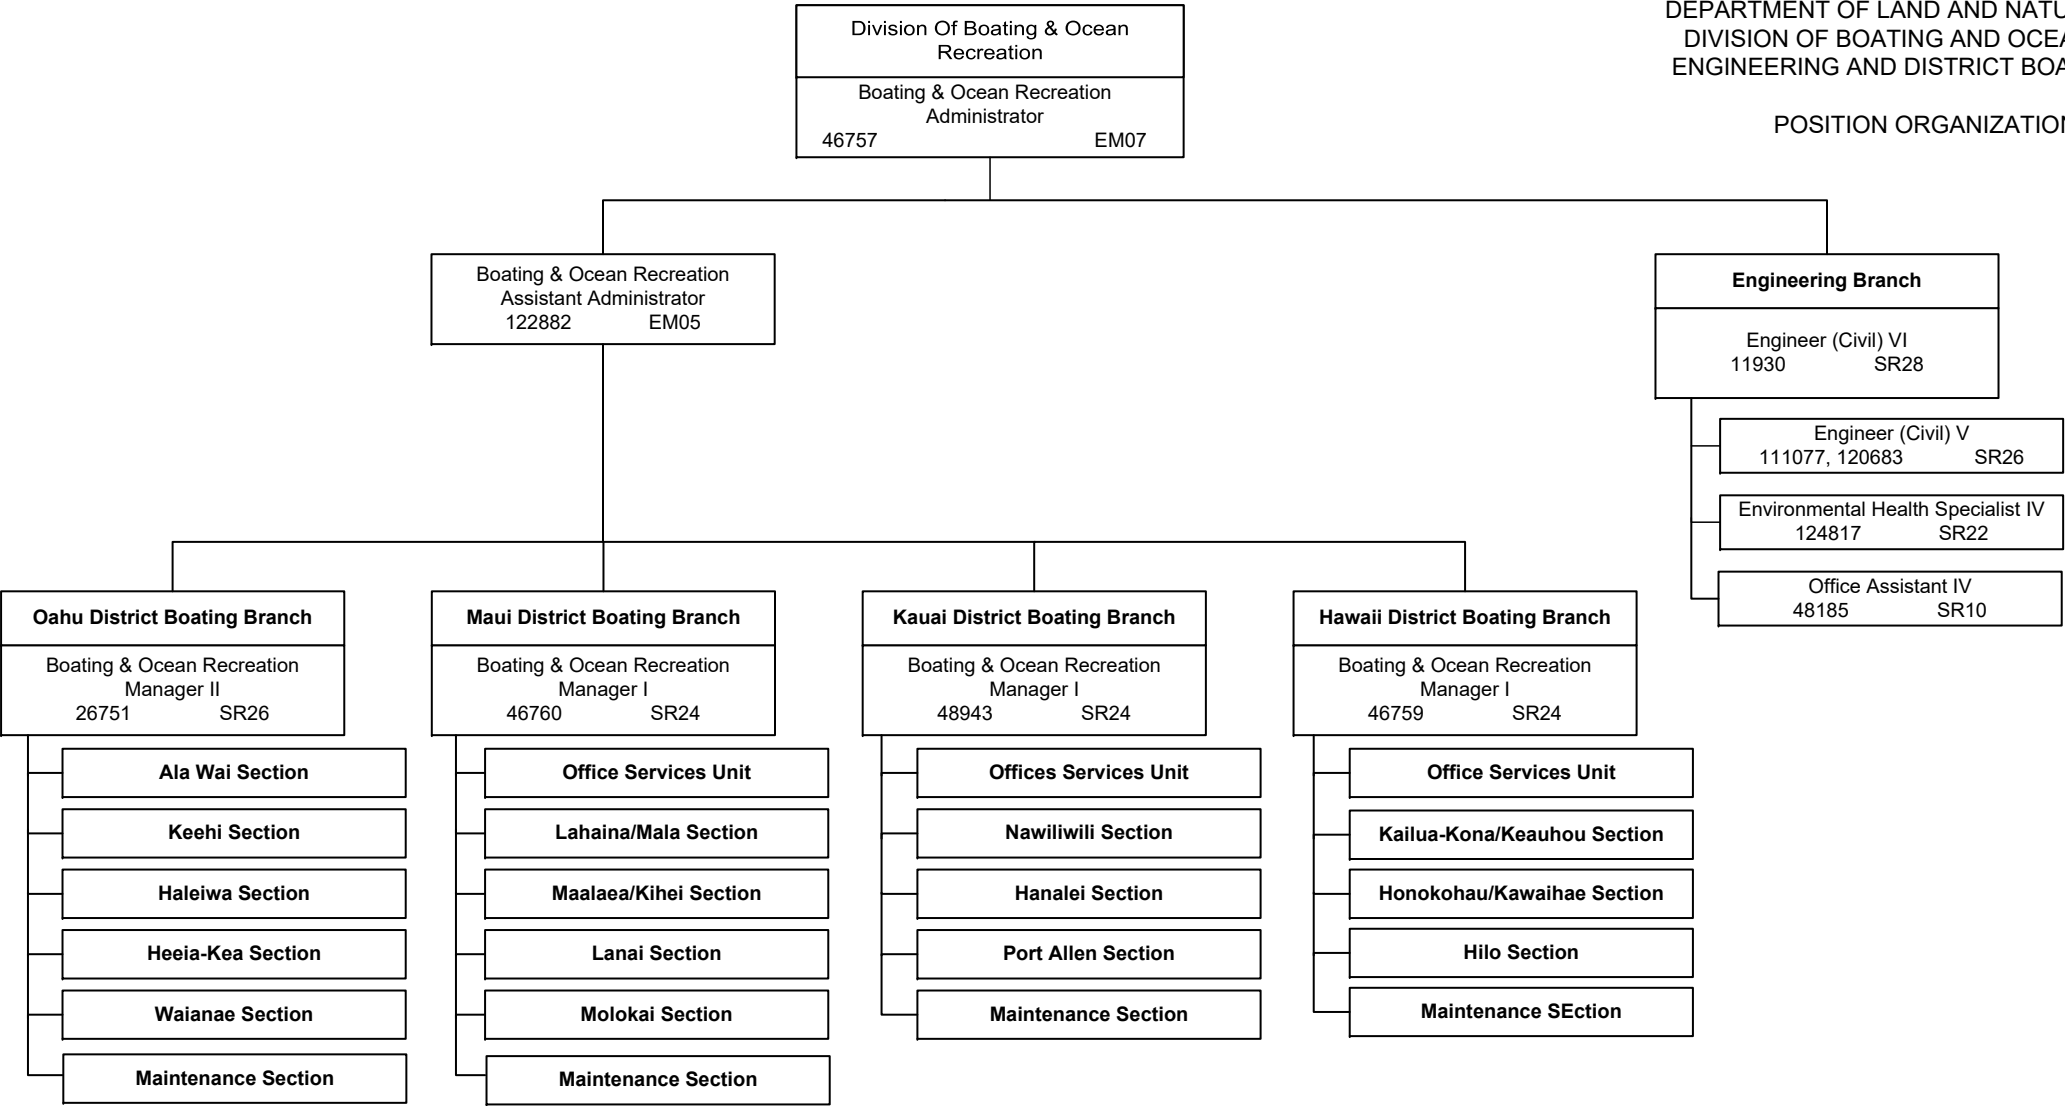 DEPARTMENT OF LAND AND NATU
DIVISION OF BOATING AND OCEA
ENGINEERING AND DISTRICT BOA
POSITION ORGANIZATION
Division Of Boating & Ocean
Recreation
Boating & Ocean Recreation
Administrator
46757 EM07
Boating & Ocean Recreation
Assistant Administrator
122882 EM05
Engineering Branch
Engineer (Civil) VI
11930 SR28
Engineer (Civil) V
111077, 120683 SR26
Environmental Health Specialist IV
124817 SR22
Office Assistant IV
48185 SR10
Oahu District Boating Branch
Boating & Ocean Recreation
Manager II
26751 SR26
Ala Wai Section
Keehi Section
Haleiwa Section
Heeia-Kea Section
Waianae Section
Maintenance Section
Maui District Boating Branch
Boating & Ocean Recreation
Manager I
46760 SR24
Office Services Unit
Lahaina/Mala Section
Maalaea/Kihei Section
Lanai Section
Molokai Section
Maintenance Section
Kauai District Boating Branch
Boating & Ocean Recreation
Manager I
48943 SR24
Offices Services Unit
Nawiliwili Section
Hanalei Section
Port Allen Section
Maintenance Section
Hawaii District Boating Branch
Boating & Ocean Recreation
Manager I
46759 SR24
Office Services Unit
Kailua-Kona/Keauhou Section
Honokohau/Kawaihae Section
Hilo Section
Maintenance SEction